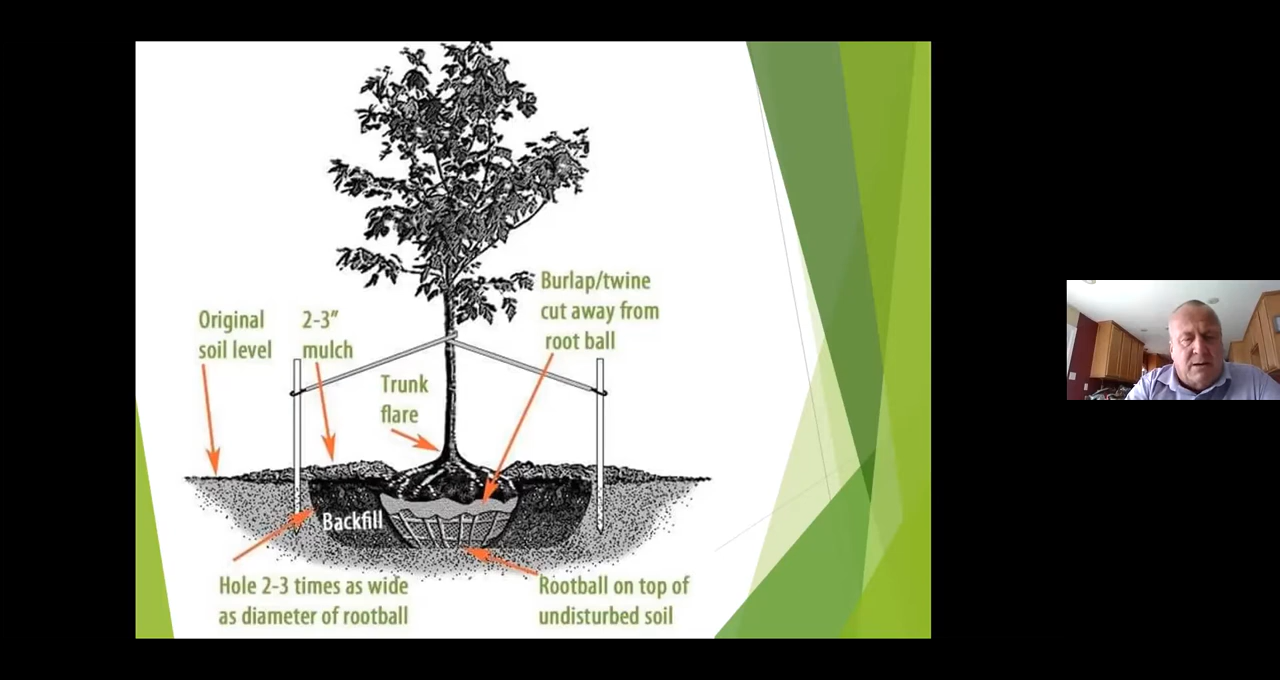 Burlap/twine
cut away from
root ball
Original
soil level
2-3”
mulch
Trunk
flare
Backfill
Hole 2-3 times as wide
as diameter of rootball
Rootball on top of
undisturbed soil